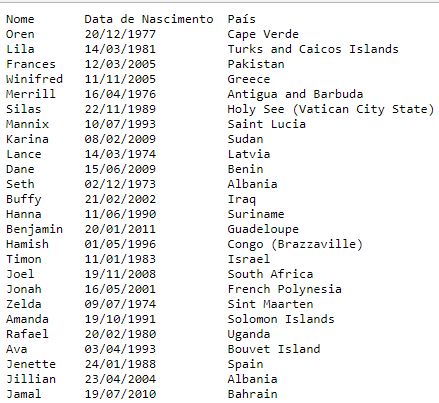 Nome Data de Nascimento País
Oren 20/12/1977 Cape Verde
Lila 14/03/1981 Turks and Caicos Islands
Frances 12/03/2005 Pakistan
Winifred 11/11/2005 Greece
Merrill 16/04/1976 Antigua and Barbuda
Silas 22/11/1989 Holy See (Vatican City State)
Mannix 10/07/1993 Saint Lucia
Karina 08/02/2009 Sudan
Lance 14/03/1974 Latvia
Dane 15/06/2009 Benin
Seth 02/12/1973 Albania
Buffy 21/02/2002 Iraq
Hanna 11/06/1990 Suriname
Benjamin 20/01/2011 Guadeloupe
Hamish 01/05/1996 Congo (Brazzaville)
Timon 11/01/1983 Israel
Joel 19/11/2008 South Africa
Jonah 16/05/2001 French Polynesia
Zelda 09/07/1974 Sint Maarten
Amanda 19/10/1991 Solomon Islands
Rafael 20/02/1980 Uganda
Ava 03/04/1993 Bouvet Island
Jenette 24/01/1988 Spain
Jillian 23/04/2004 Albania
Jamal 19/07/2010 Bahrain